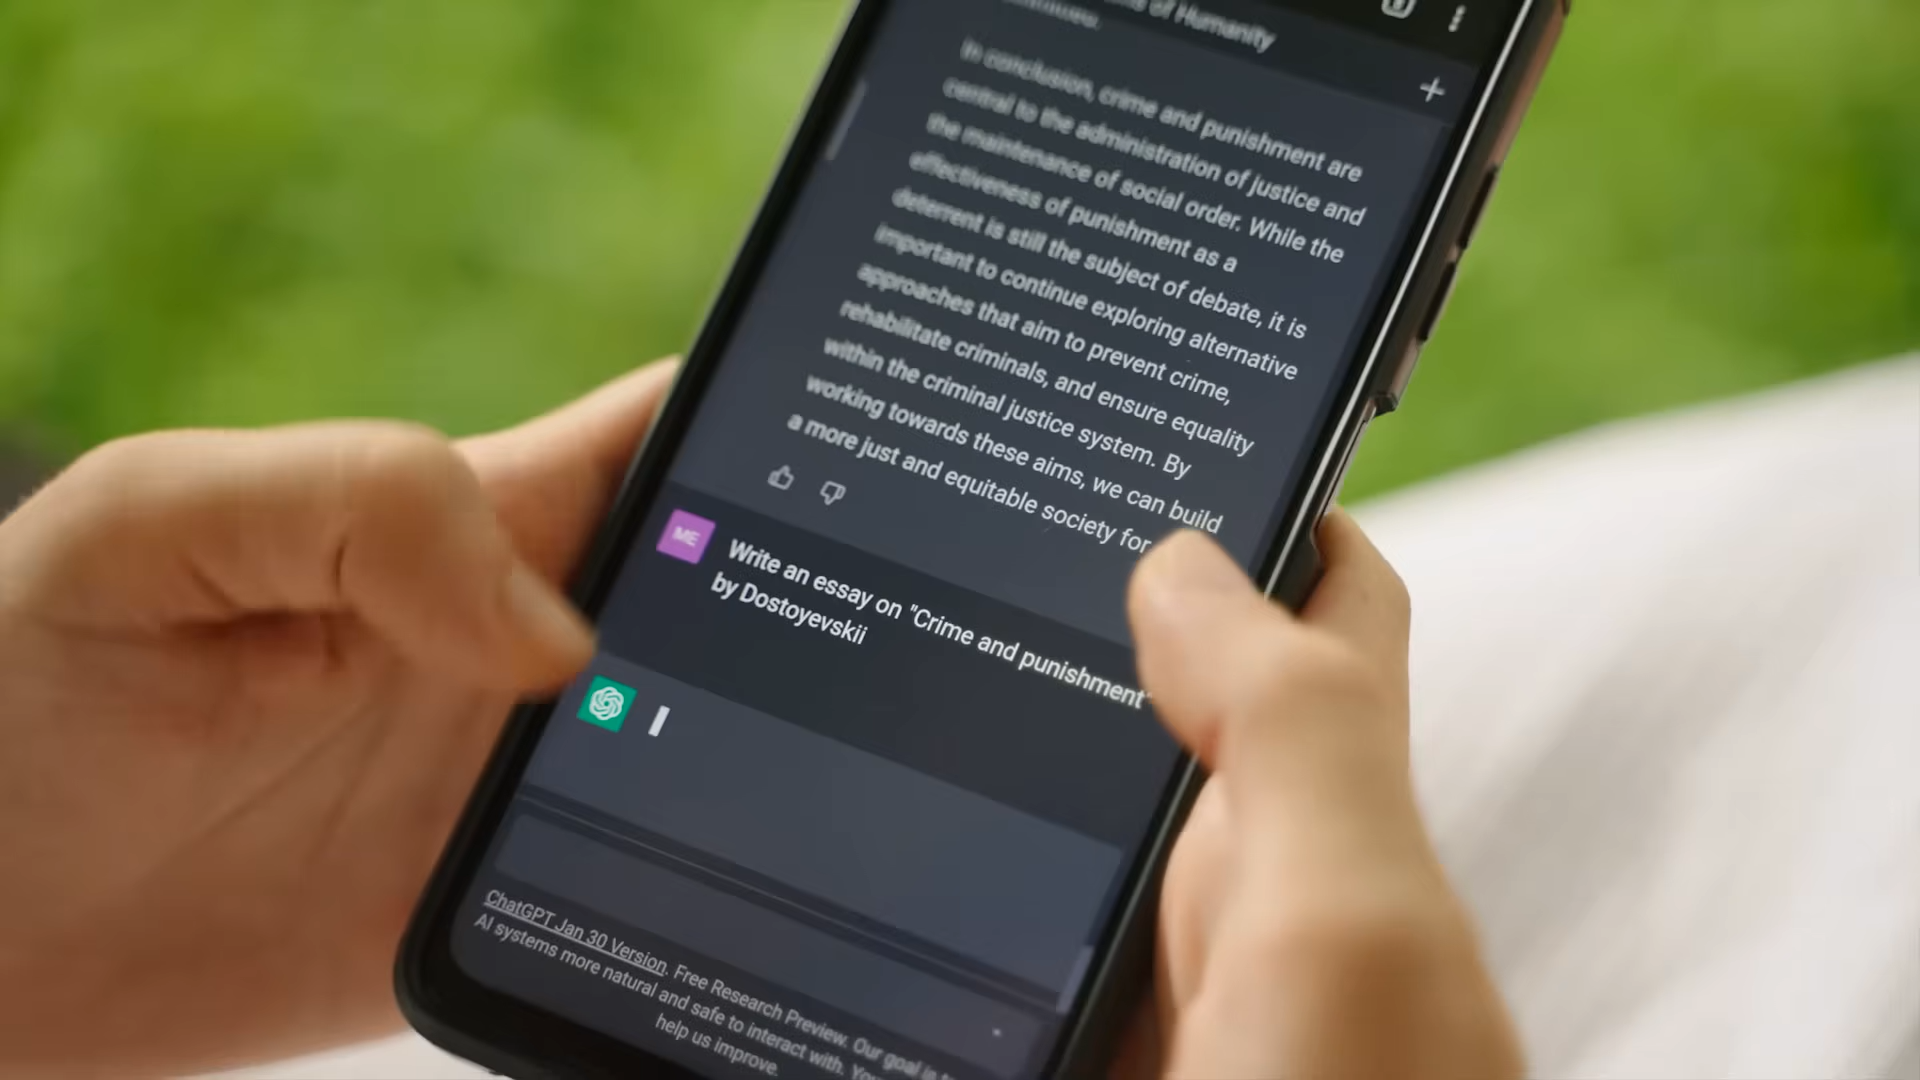 of Humanity
In conclusion, crime and punishment are
central to the administration of justice and
the maintenance of social order. While the
effectiveness of punishment as a
deterrent is still the subject of debate, it is
important to continue exploring alternative
approaches that aim to prevent crime,
rehabilitate criminals, and ensure equality
within the criminal justice system. By
working towards these aims, we can build
a more just and equitable society for
ME
Write an essay on "Crime and punishment"
by Dostoyevskii
ChatGPT Jan 30 Version. Free Research Preview. Our goal is
AI systems more natural and safe to interact with.
help us improve.